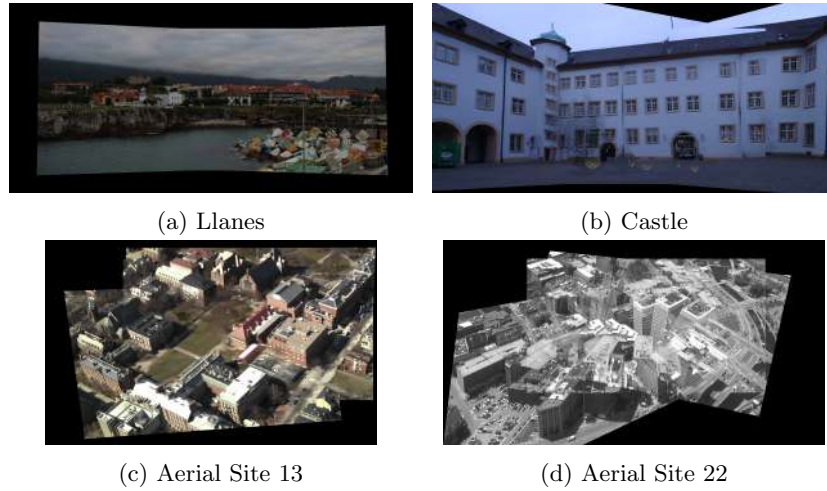 (a) Llanes
(b) Castle
(c) Aerial Site 13
(d) Aerial Site 22